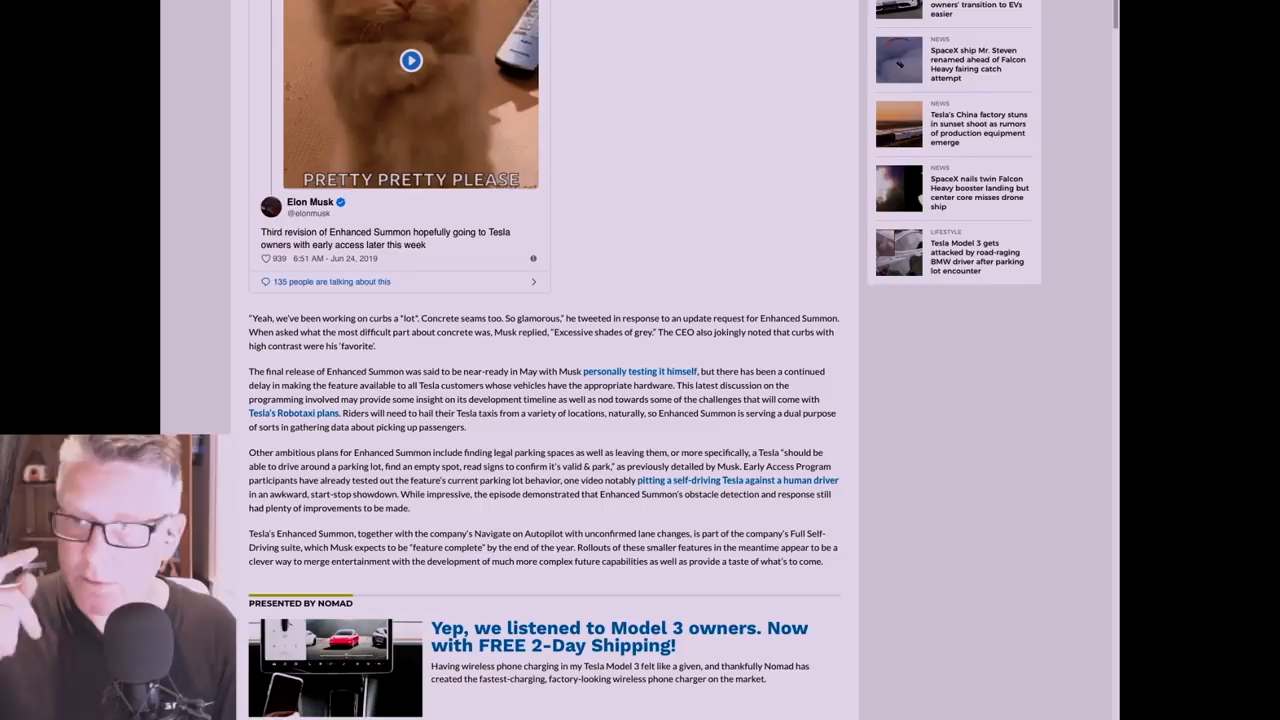 PRETTY PRETTY PLEASE
Elon Musk
@elonmusk
Third revision of Enhanced Summon hopefully going to Tesla
owners with early access later this week
939 6:51 AM - Jun 24, 2019
135 people are talking about this
"Yeah, we've been working on curbs a *lot*. Concrete seams too. So glamorous," he tweeted in response to an update request for Enhanced Summon.
When asked what the most difficult part about concrete was, Musk replied, "Excessive shades of grey." The CEO also jokingly noted that curbs with
high contrast were his 'favorite'.
The final release of Enhanced Summon was said to be near-ready in May with Musk personally testing it himself, but there has been a continued
delay in making the feature available to all Tesla customers whose vehicles have the appropriate hardware. This latest discussion on the
programming involved may provide some insight on its development timeline as well as nod towards some of the challenges that will come with
Tesla's Robotaxi plans. Riders will need to hail their Tesla taxis from a variety of locations, naturally, so Enhanced Summon is serving a dual purpose
of sorts in gathering data about picking up passengers.
Other ambitious plans for Enhanced Summon include finding legal parking spaces as well as leaving them, or more specifically, a Tesla "should be
able to drive around a parking lot, find an empty spot, read signs to confirm it's valid & park," as previously detailed by Musk. Early Access Program
participants have already tested out the feature's current parking lot behavior, one video notably pitting a self-driving Tesla against a human driver
in an awkward, start-stop showdown. While impressive, the episode demonstrated that Enhanced Summon's obstacle detection and response still
had plenty of improvements to be made.
Tesla's Enhanced Summon, together with the company's Navigate on Autopilot with unconfirmed lane changes, is part of the company's Full Self-
Driving suite, which Musk expects to be "feature complete" by the end of the year. Rollouts of these smaller features in the meantime appear to be a
clever way to merge entertainment with the development of much more complex future capabilities as well as provide a taste of what's to come.
PRESENTED BY NOMAD
Yep, we listened to Model 3 owners. Now
with FREE 2-Day Shipping!
Having wireless phone charging in my Tesla Model 3 felt like a given, and thankfully Nomad has
created the fastest-charging, factory-looking wireless phone charger on the market.
owners' transition to EVs
easier
NEWS
SpaceX ship Mr. Steven
renamed ahead of Falcon
Heavy fairing catch
attempt
NEWS
Tesla's China factory stuns
in sunset shoot as rumors
of production equipment
emerge
NEWS
SpaceX nails twin Falcon
Heavy booster landing but
center core misses drone
ship
LIFESTYLE
Tesla Model 3 gets
attacked by road-raging
BMW driver after parking
lot encounter